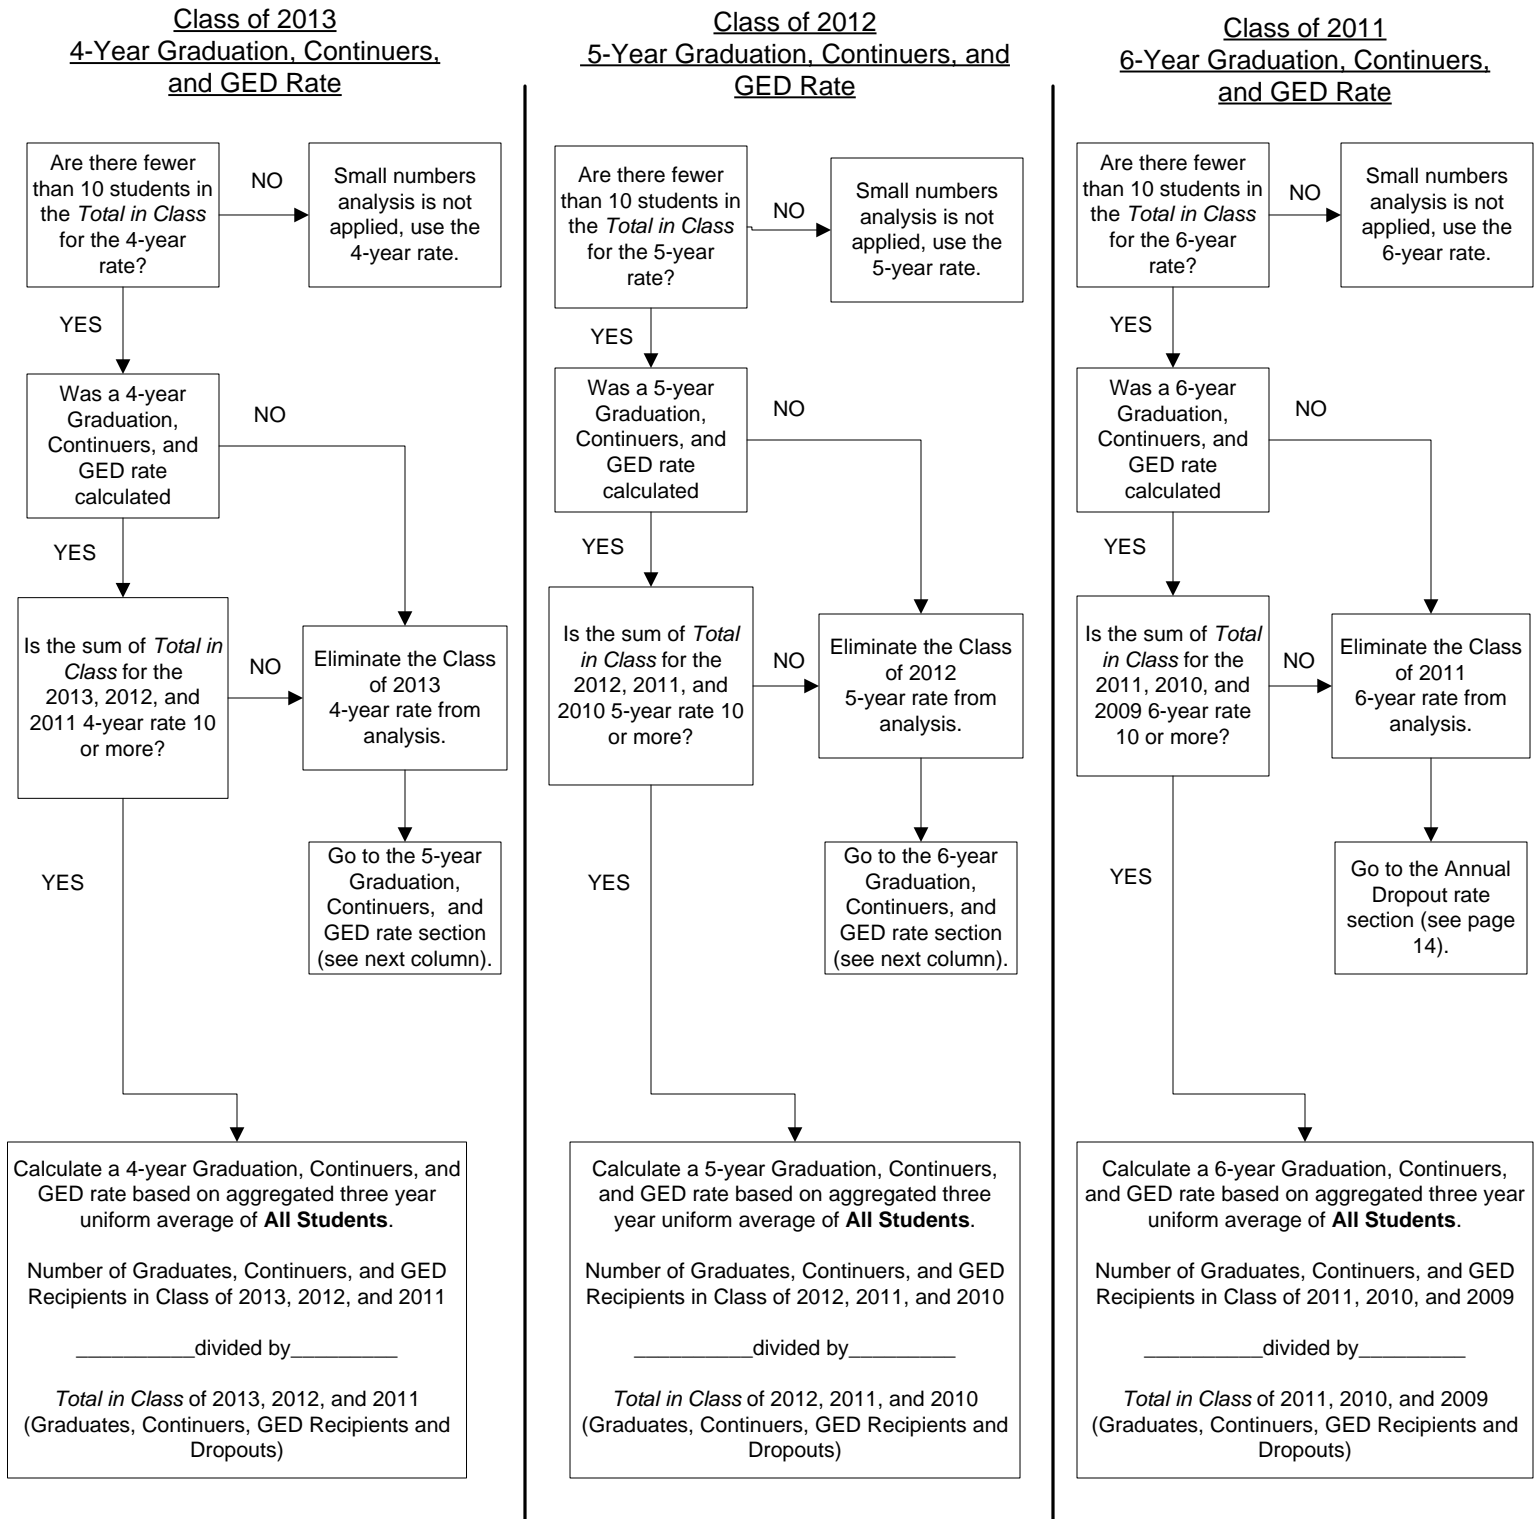 Class of 2013
4-Year Graduation, Continuers,
and GED Rate
Are there fewer
than 10 students in
the Total in Class
for the 4-year
rate?
NO
Small numbers
analysis is not
applied, use the
4-year rate.
YES
Was a 4-year
Graduation,
Continuers, and
GED rate
calculated
NO
YES
Is the sum of Total in
Class for the
2013, 2012, and
2011 4-year rate 10
or more?
NO
Eliminate the Class
of 2013
4-year rate from
analysis.
Go to the 5-year
Graduation,
Continuers, and
GED rate section
(see next column).
YES
Calculate a 4-year Graduation, Continuers, and
GED rate based on aggregated three year
uniform average of All Students.
Number of Graduates, Continuers, and GED
Recipients in Class of 2013, 2012, and 2011
__________divided by_________
Total in Class of 2013, 2012, and 2011
(Graduates, Continuers, GED Recipients and
Dropouts)
Class of 2012
5-Year Graduation, Continuers, and
GED Rate
Are there fewer
than 10 students in
the Total in Class
for the 5-year
rate?
NO
Small numbers
analysis is not
applied, use the
5-year rate.
YES
Was a 5-year
Graduation,
Continuers, and
GED rate
calculated
NO
YES
Is the sum of Total
in Class for the
2012, 2011, and
2010 5-year rate 10
or more?
NO
Eliminate the Class
of 2012
5-year rate from
analysis.
Go to the 6-year
Graduation,
Continuers, and
GED rate section
(see next column).
YES
Calculate a 5-year Graduation, Continuers,
and GED rate based on aggregated three
year uniform average of All Students.
Number of Graduates, Continuers, and GED
Recipients in Class of 2012, 2011, and 2010
__________divided by_________
Total in Class of 2012, 2011, and 2010
(Graduates, Continuers, GED Recipients and
Dropouts)
Class of 2011
6-Year Graduation, Continuers,
and GED Rate
Are there fewer
than 10 students in
the Total in Class
for the 6-year
rate?
NO
Small numbers
analysis is not
applied, use the
6-year rate.
YES
Was a 6-year
Graduation,
Continuers, and
GED rate
calculated
NO
YES
Is the sum of Total
in Class for the
2011, 2010, and
2009 6-year rate
10 or more?
NO
Eliminate the Class
of 2011
6-year rate from
analysis.
Go to the Annual
Dropout rate
section (see page
14).
YES
Calculate a 6-year Graduation, Continuers,
and GED rate based on aggregated three year
uniform average of All Students.
Number of Graduates, Continuers, and GED
Recipients in Class of 2011, 2010, and 2009
__________divided by_________
Total in Class of 2011, 2010, and 2009
(Graduates, Continuers, GED Recipients and
Dropouts)